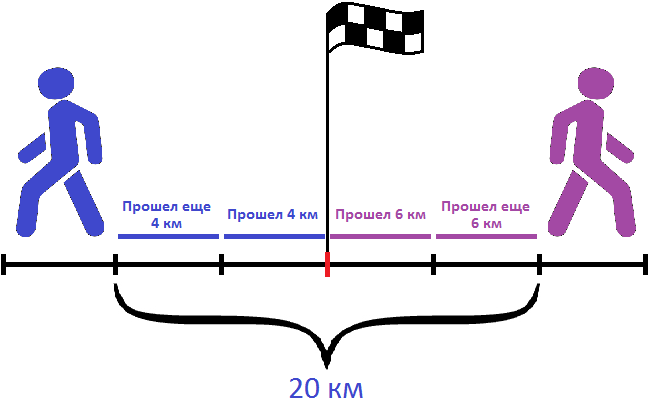 Прошел еще
4 км
Прошел 4 км
Прошел 6 км
Прошел еще
6 км
20 км